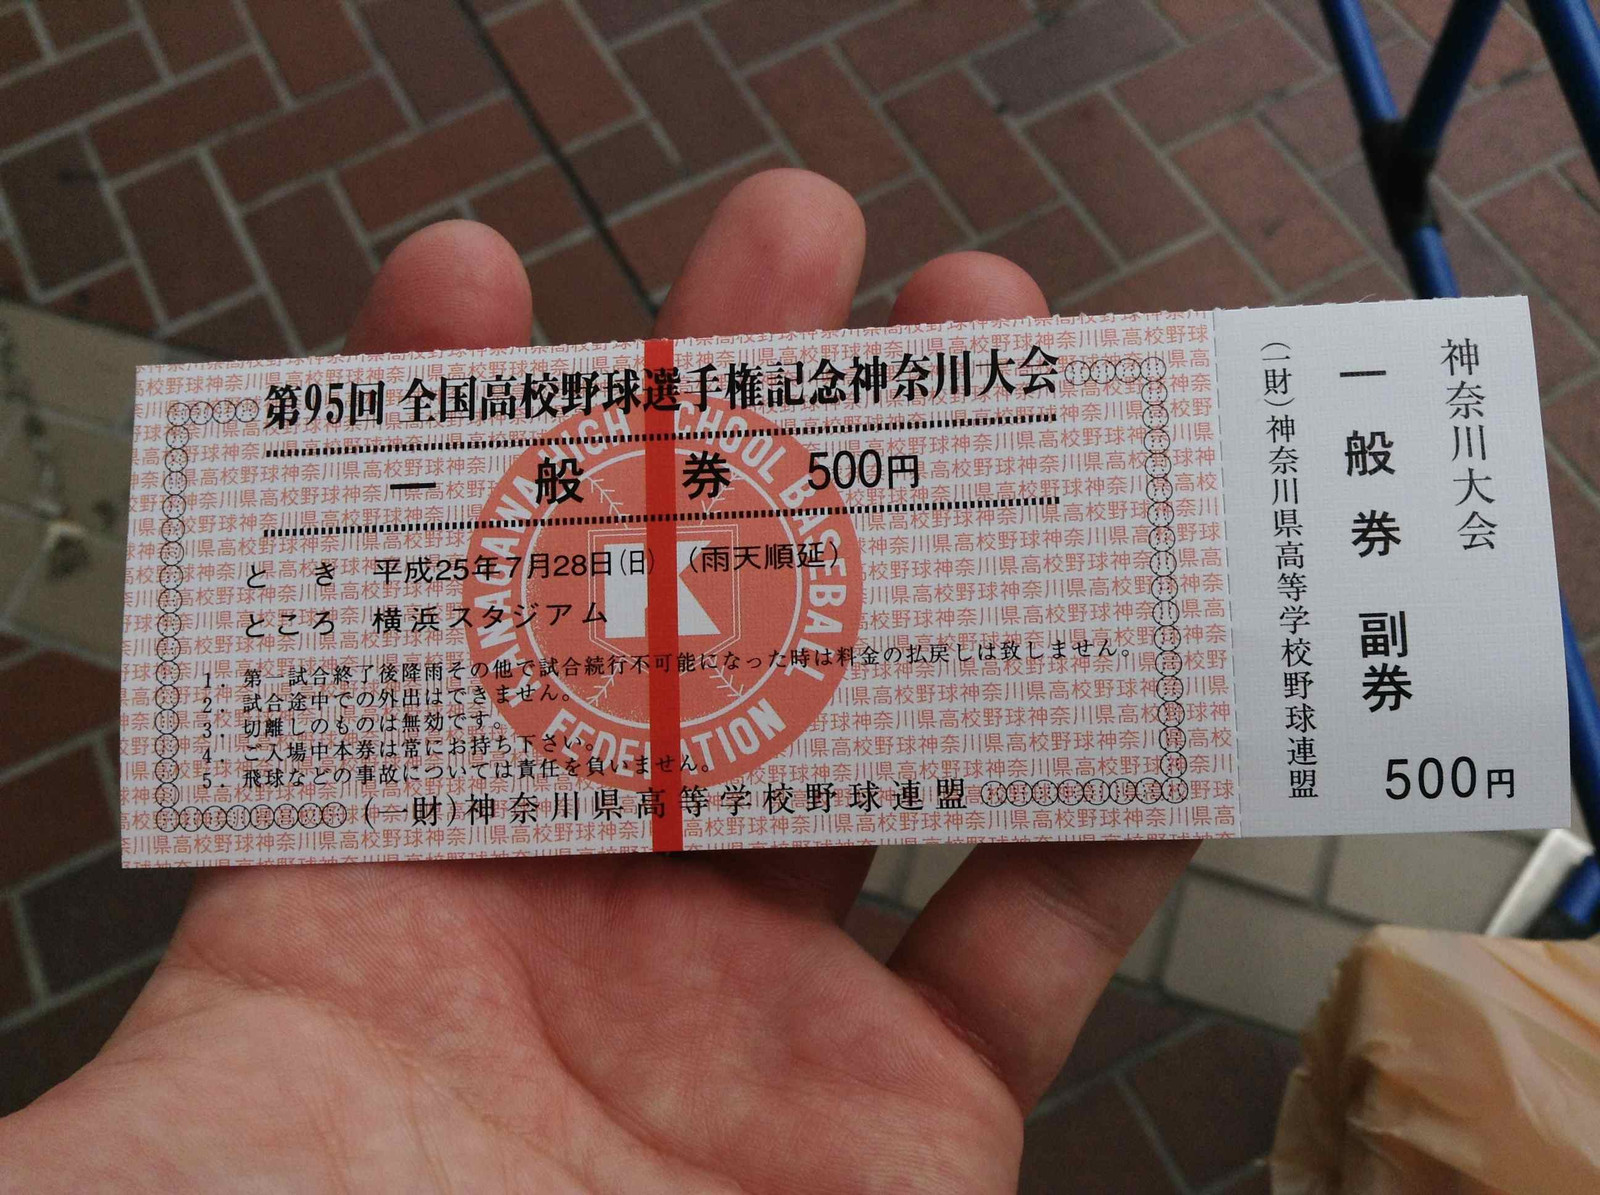 第95回 全国高校野球選手権記念神奈川大会
一般券 500円
とき 平成25年7月28日(日) (雨天順延)
ところ 横浜スタジアム
1. 第一試合終了後降雨その他で試合続行不可能になった時は料金の払戻しは致しません。
2. 試合途中での外出はできません。
3. 切離しのものは無効です。
4. ご入場中本券は常にお持ち下さい。
5. 飛球などの事故については責任を負いません。
(一財)神奈川県高等学校野球連盟
KANAGAWA HIGH SCHOOL BASEBALL FEDERATION
K
神奈川大会
一般券 副券
500円
(一財)神奈川県高等学校野球連盟